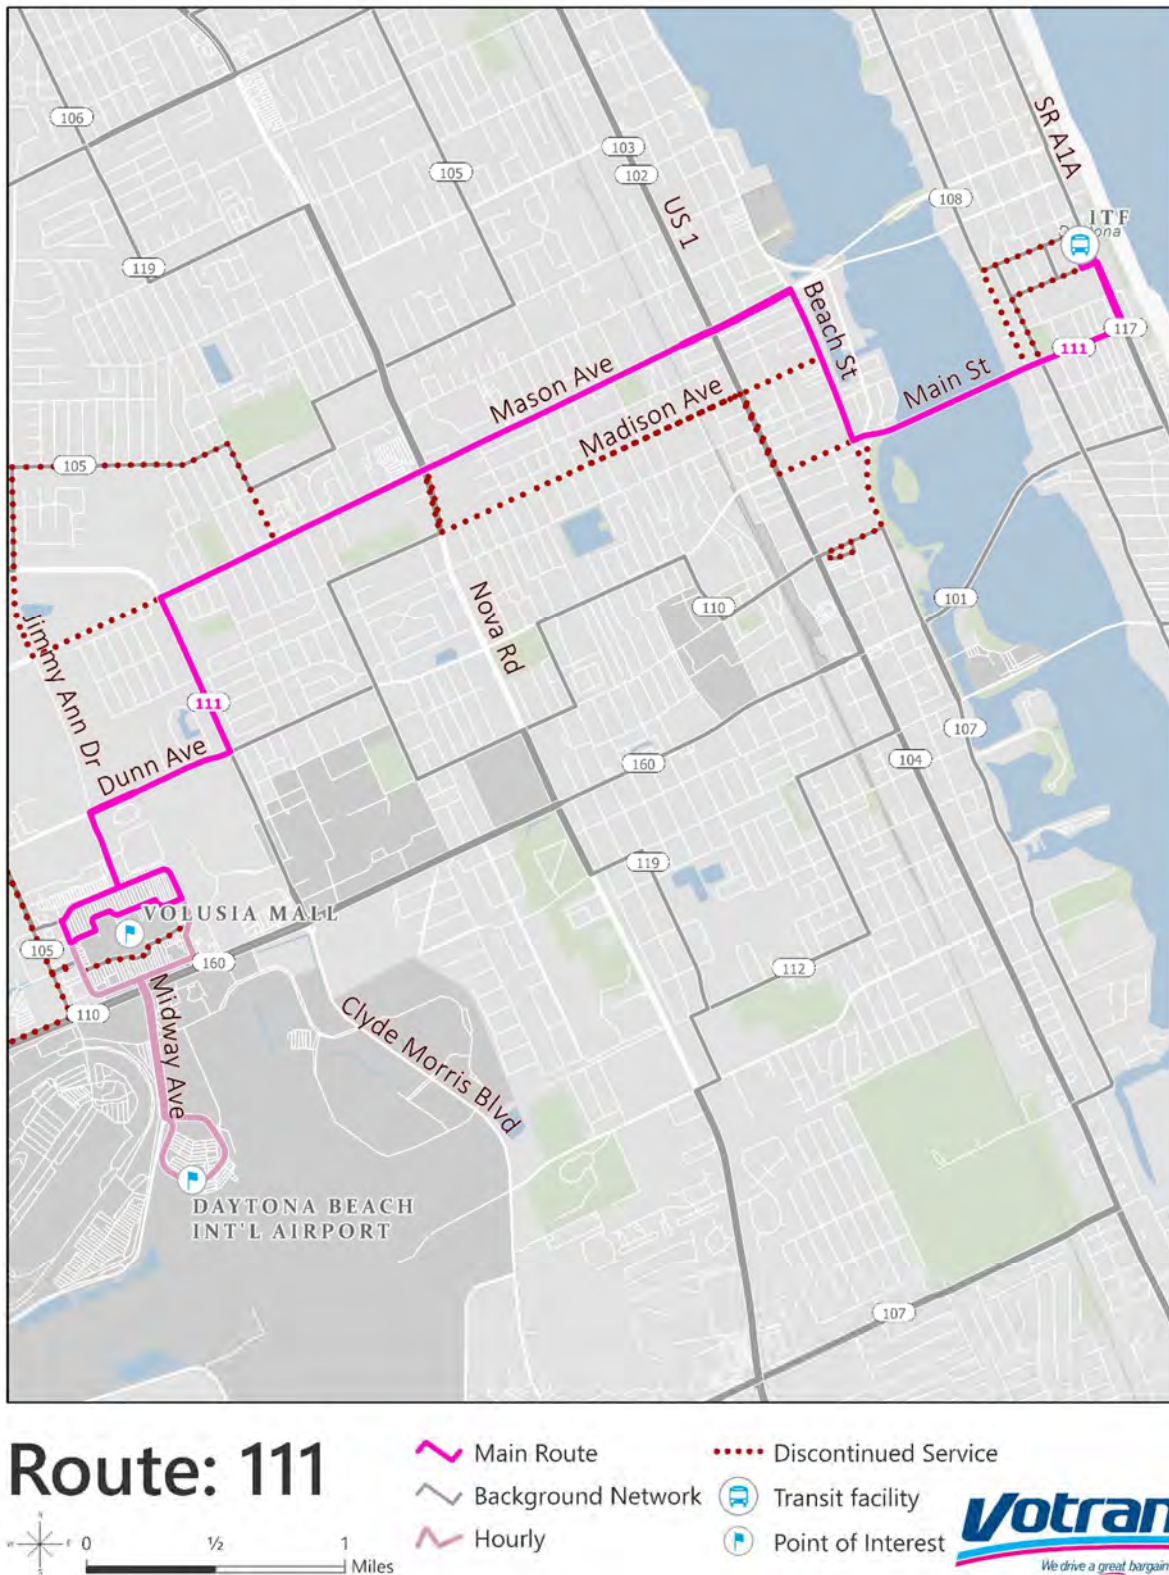 106
103
102
105
SR A1A
US 1
108
ITF
119
Beach St
117
111
Mason Ave
Main St
Madison Ave
105
Nova Rd
110
101
Jimmy Ann Dr
111
107
Dunn Ave
160
104
119
VOLUSIA MALL
105
160
112
110
Midway Ave
Clyde Morris Blvd
DAYTONA BEACH
INT'L AIRPORT
107
Route: 111
Main Route
Discontinued Service
Background Network
Transit facility
Hourly
Point of Interest
N
W
E
S
0 ½ 1
Miles
Votran
We drive a great bargain